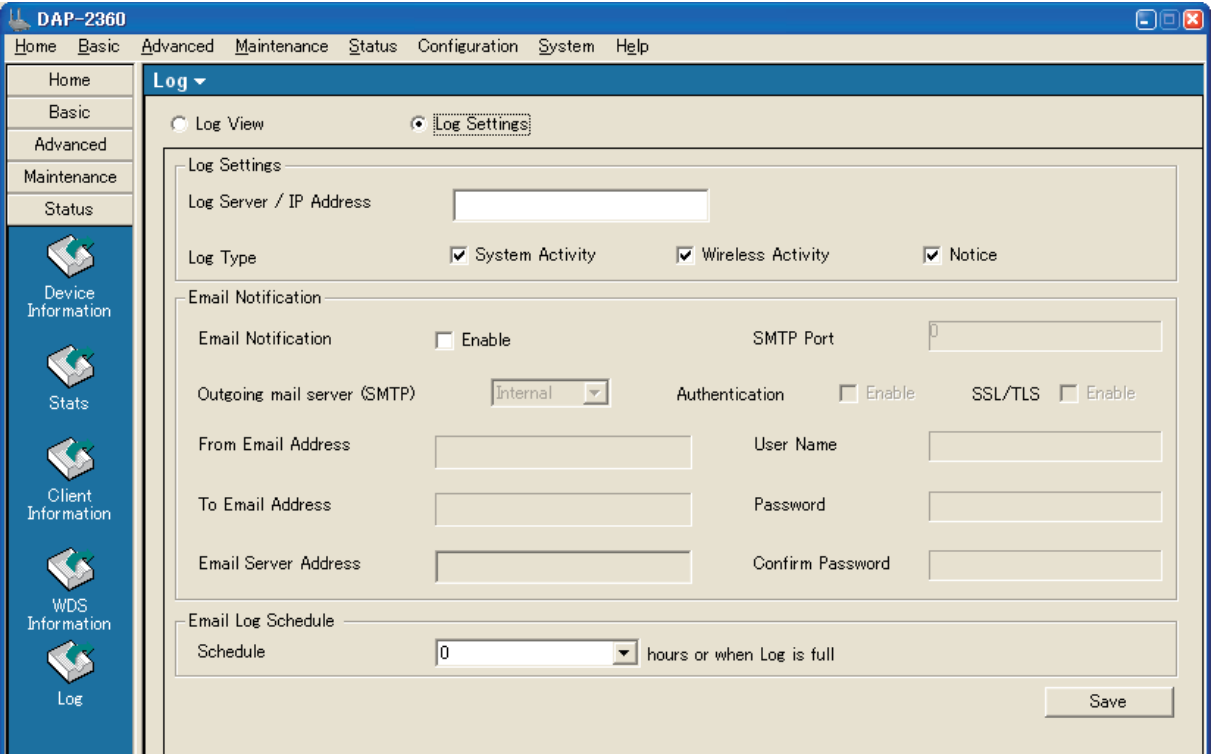 DAP-2360
Home Basic Advanced Maintenance Status Configuration System Help
Home
Basic
Advanced
Maintenance
Status
Device
Information
Stats
Client
Information
WDS
Information
Log
Log
Log View Log Settings
Log Settings
Log Server / IP Address
Log Type System Activity Wireless Activity Notice
Email Notification
Email Notification Enable SMTP Port 0
Outgoing mail server (SMTP) Internal Authentication Enable SSL/TLS Enable
From Email Address User Name
To Email Address Password
Email Server Address Confirm Password
Email Log Schedule
Schedule 0 hours or when Log is full
Save